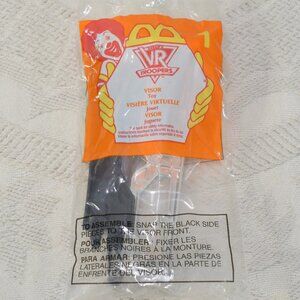 1
VR
TROOPERS
VISOR
Toy
VISIÈRE VIRTUELLE
Jouet
VISOR
Juguete
TO ASSEMBLE: SNAP THE BLACK SIDE
PIECES TO THE VISOR FRONT.
POUR ASSEMBLER: FIXER LES
BRANCHES NOIRES À LA MONTURE.
PARA ARMAR: PRESIONE LAS PIEZAS
LATERALES NEGRAS EN LA PARTE DE
ENFRENTE DEL VISOR.